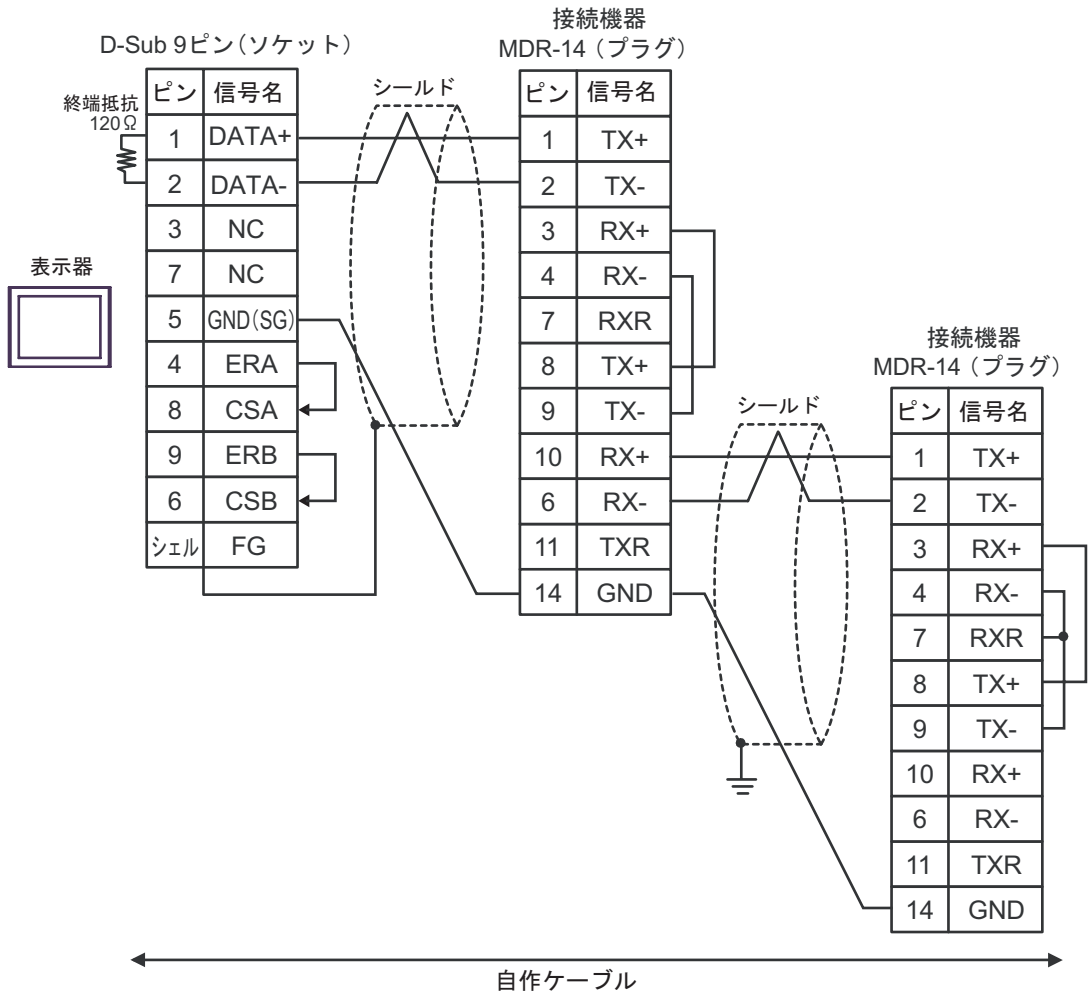 接続機器
D-Sub 9ピン(ソケット)
MDR-14(プラグ)
終端抵抗
120Ω
シールド
ピン 信号名
1 DATA+
2 DATA-
3 NC
7 NC
5 GND(SG)
4 ERA
8 CSA
9 ERB
6 CSB
シェル FG
表示器
ピン 信号名
1 TX+
2 TX-
3 RX+
4 RX-
7 RXR
8 TX+
9 TX-
10 RX+
6 RX-
11 TXR
14 GND
シールド
接続機器
MDR-14(プラグ)
ピン 信号名
1 TX+
2 TX-
3 RX+
4 RX-
7 RXR
8 TX+
9 TX-
10 RX+
6 RX-
11 TXR
14 GND
自作ケーブル